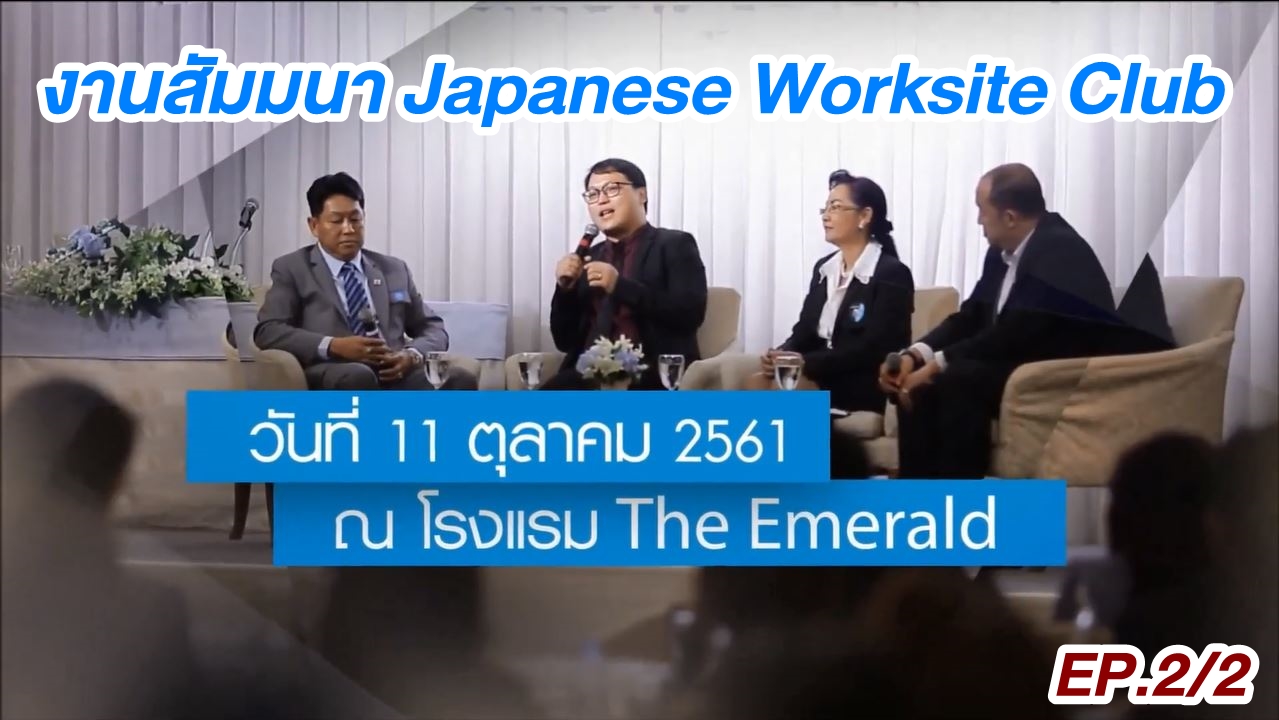 งานสัมมนา Japanese Worksite Club
วันที่ 11 ตุลาคม 2561
ณ โรงแรม The Emerald
EP.2/2